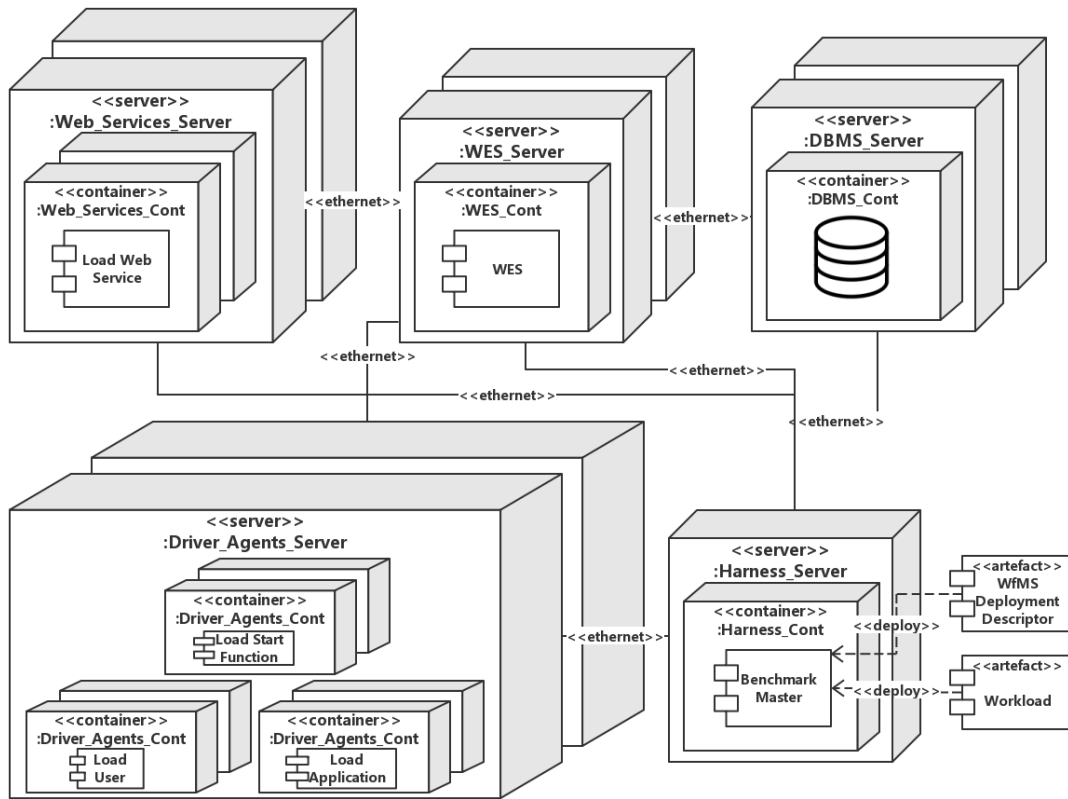 <<server>>
:Web_Services_Server
<<container>>
:Web_Services_Cont
Load Web
Service
<<ethernet>>
<<server>>
:WES_Server
<<container>>
:WES_Cont
WES
<<ethernet>>
<<server>>
:DBMS_Server
<<container>>
:DBMS_Cont
<<ethernet>>
<<ethernet>>
<<ethernet>>
<<ethernet>>
<<server>>
:Driver_Agents_Server
<<container>>
:Driver_Agents_Cont
Load Start
Function
<<container>>
:Driver_Agents_Cont
Load
User
<<container>>
:Driver_Agents_Cont
Load
Application
<<ethernet>>
<<server>>
:Harness_Server
<<container>>
:Harness_Cont
Benchmark
Master
<<deploy>>
<<deploy>>
<<artefact>>
WfMS
Deployment
Descriptor
<<artefact>>
Workload